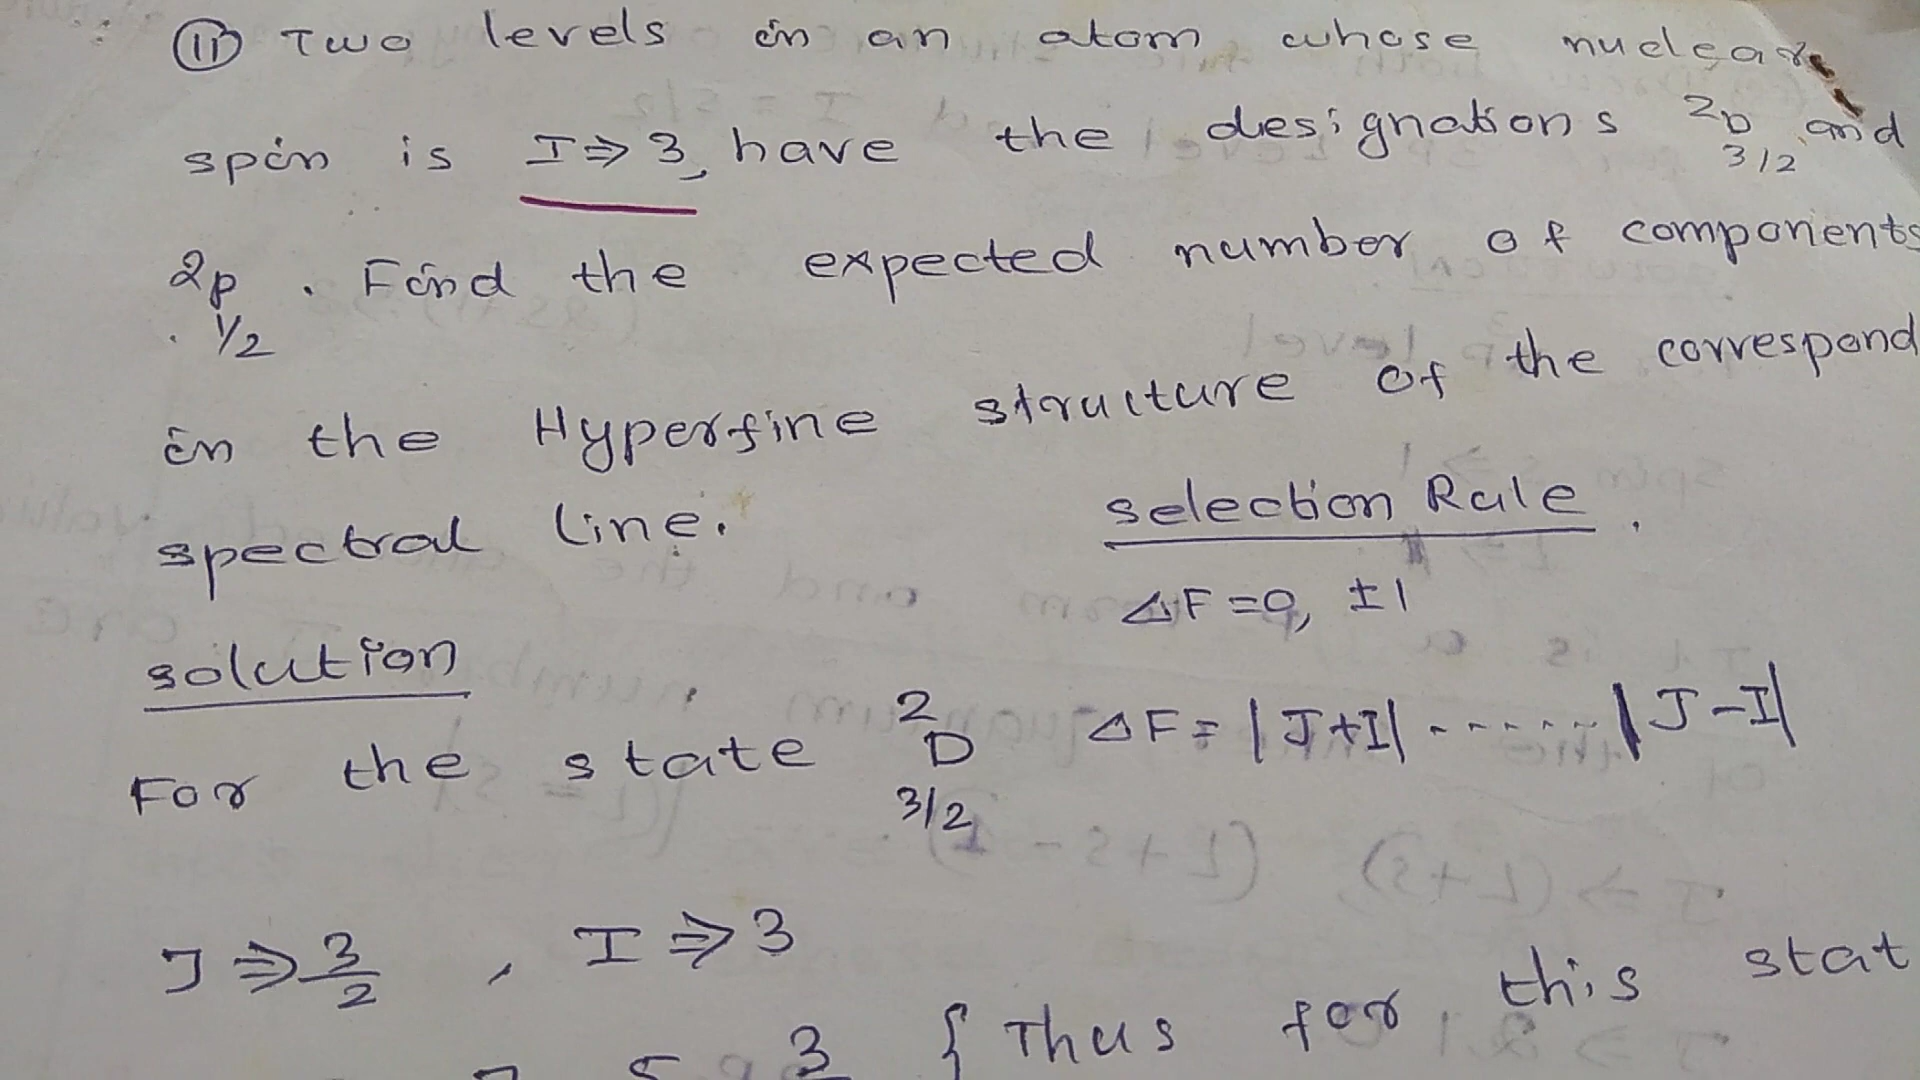 ⑪ Two levels in an atom whose nuclear
spin is I ⇒ 3, have the designations ²D₃/₂ and
2p₁/₂ . Find the expected number of components
in the Hyperfine structure of the correspond
spectral line.
selection Rule
ΔF = 0, ±1
solution
For the state ²D₃/₂ ΔF = |J+I| ------ |J-I|
J ⇒ 3/2 , I ⇒ 3
3 { Thus for this stat